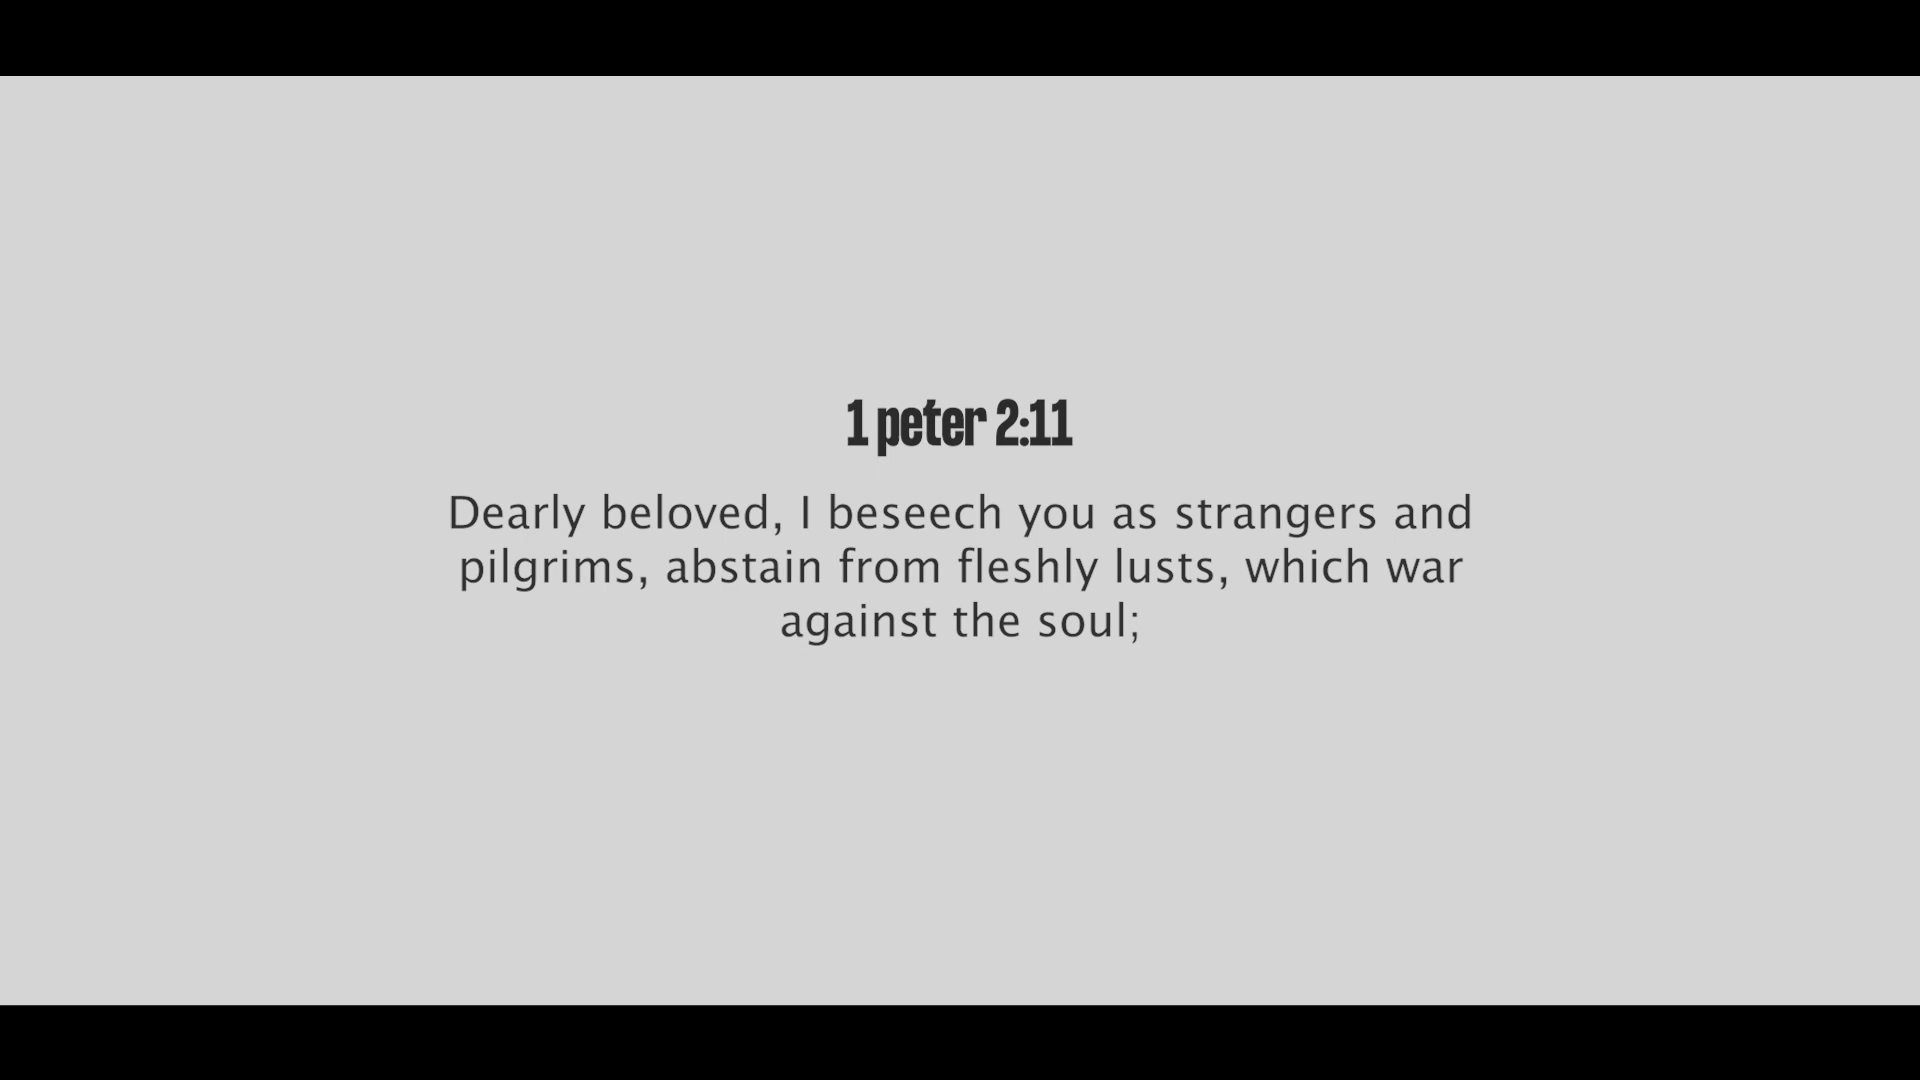 1 peter 2:11
Dearly beloved, I beseech you as strangers and
pilgrims, abstain from fleshly lusts, which war
against the soul;